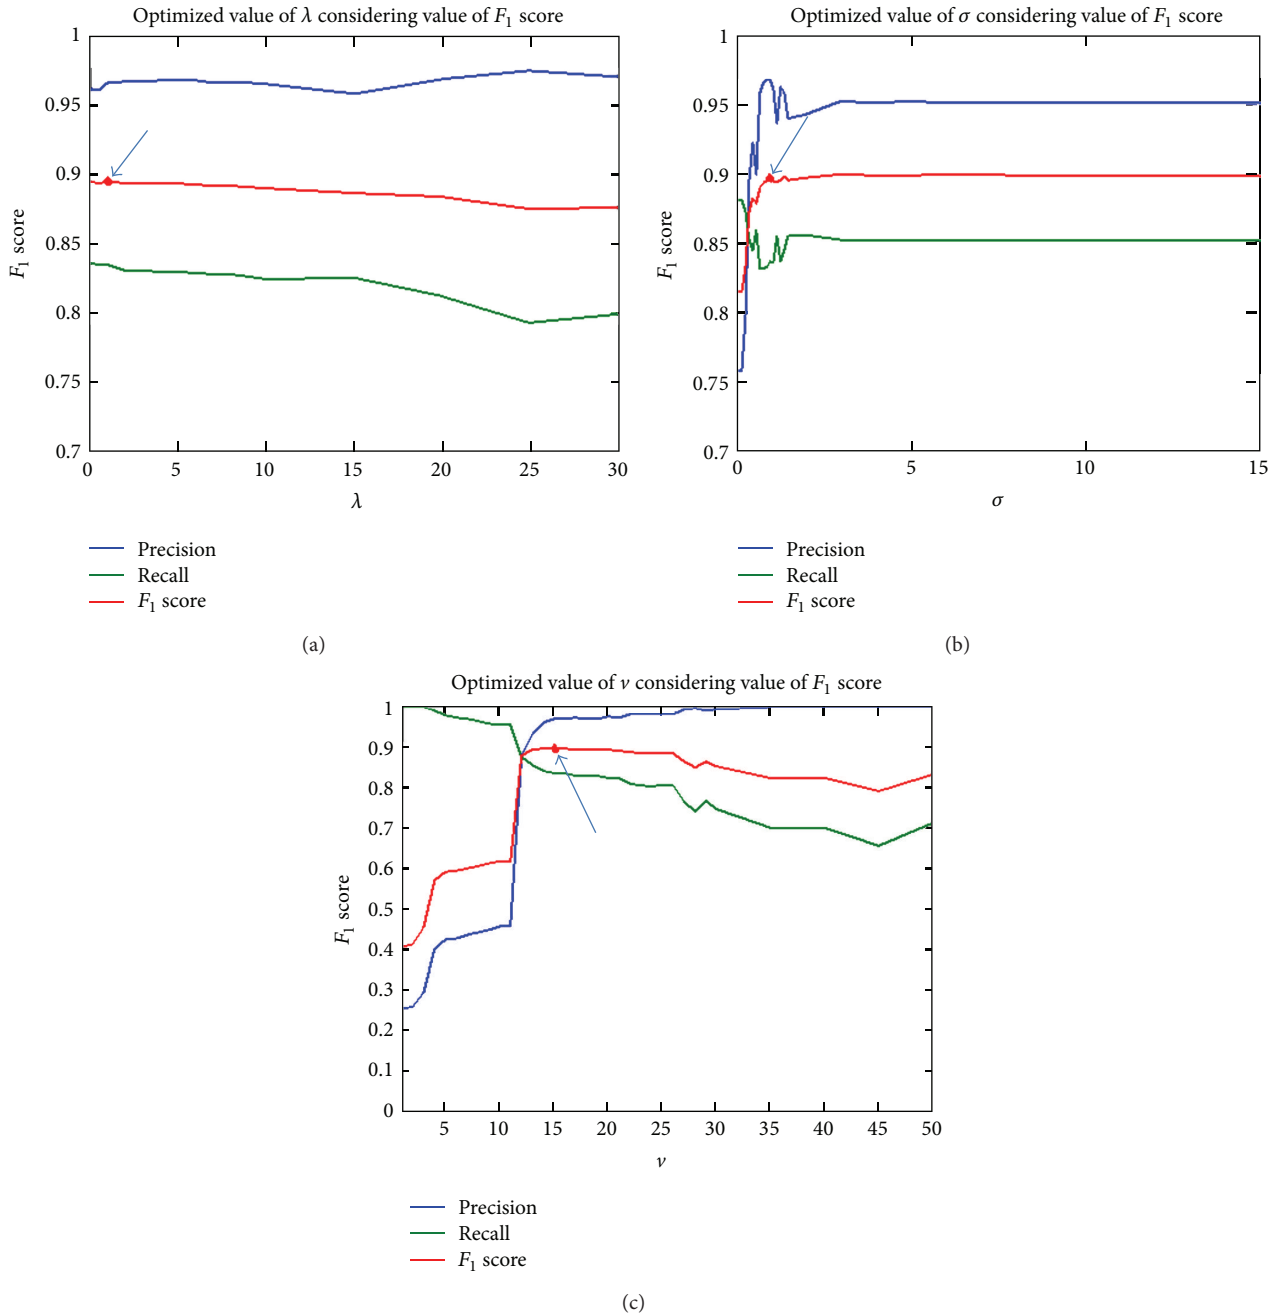 Optimized value of λ considering value of F₁ score
1
0.95
0.9
0.85
0.8
0.75
0.7
F₁ score
0 5 10 15 20 25 30
λ
Precision
Recall
F₁ score
(a)
Optimized value of σ considering value of F₁ score
1
0.95
0.9
0.85
0.8
0.75
0.7
F₁ score
0 5 10 15
σ
Precision
Recall
F₁ score
(b)
Optimized value of ν considering value of F₁ score
1
0.9
0.8
0.7
0.6
0.5
0.4
0.3
0.2
0.1
0
F₁ score
5 10 15 20 25 30 35 40 45 50
ν
Precision
Recall
F₁ score
(c)